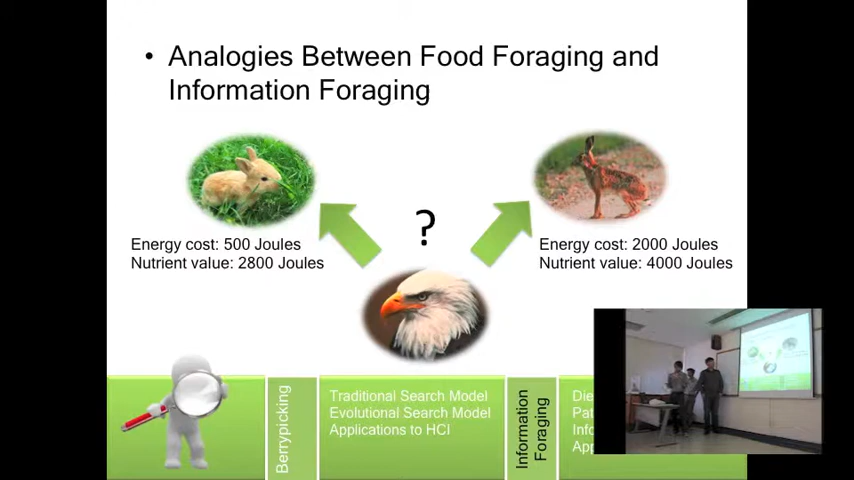 • Analogies Between Food Foraging and
Information Foraging
?
Energy cost: 500 Joules
Nutrient value: 2800 Joules
Energy cost: 2000 Joules
Nutrient value: 4000 Joules
Berrypicking
Traditional Search Model
Evolutional Search Model
Applications to HCI
Information
Foraging